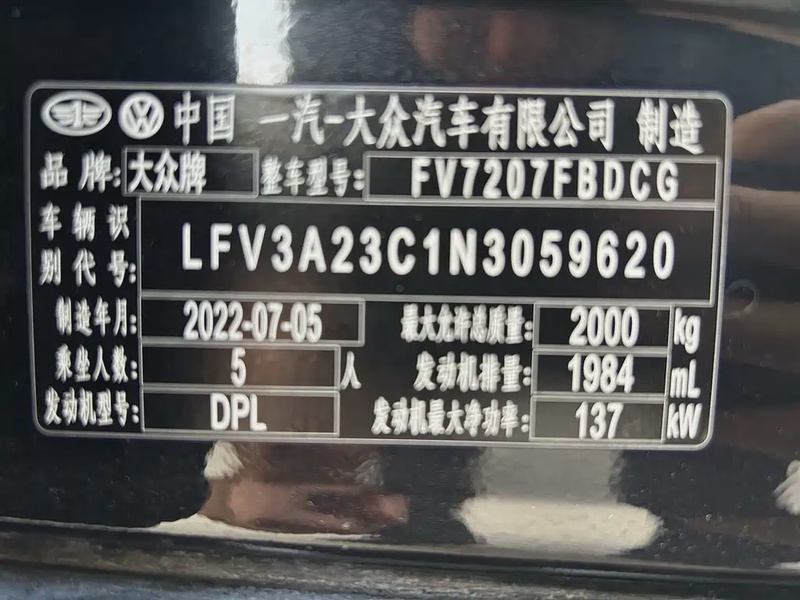 中国 一汽-大众汽车有限公司 制造
品 牌: 大众牌 整车型号: FV7207FBDCG
车 辆 识
别 代 号: LFV3A23C1N3059620
制造年月: 2022-07-05 最大允许总质量: 2000 kg
乘坐人数: 5 人 发动机排量: 1984 mL
发动机型号: DPL 发动机最大净功率: 137 kW